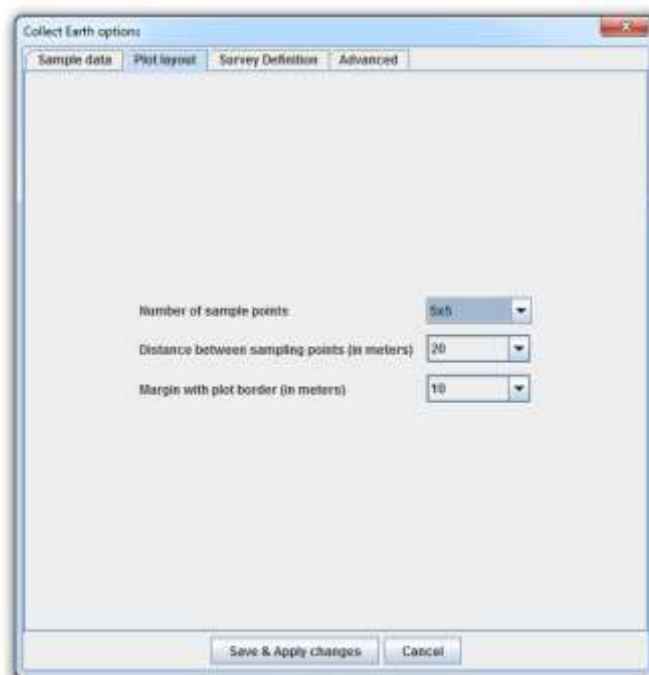 Collect Earth options
Sample data Plot layout Survey Definition Advanced
Number of sample points 5x5
Distance between sampling points (in meters) 20
Margin with plot border (in meters) 10
Save & Apply changes Cancel